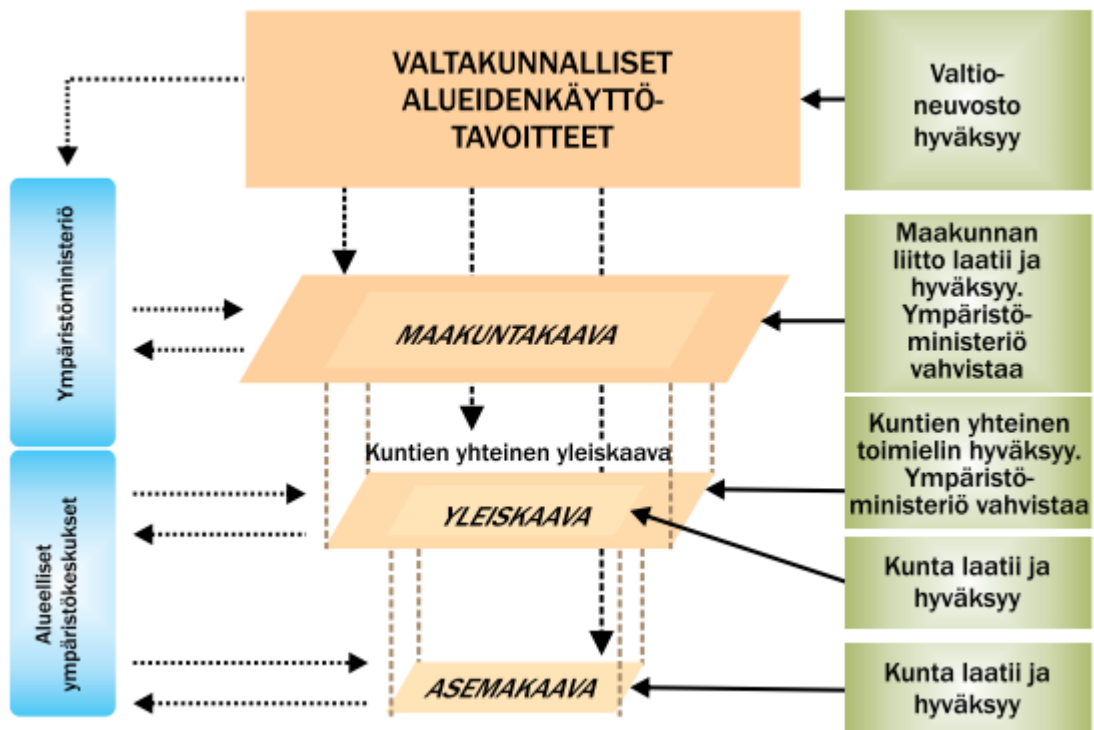 VALTAKUNNALLISET
ALUEIDENKÄYTTÖ-
TAVOITTEET
Valtio-
neuvosto
hyväksyy
Ympäristöministeriö
MAAKUNTAKAAVA
Maakunnan
liitto laatii ja
hyväksyy.
Ympäristö-
ministeriö
vahvistaa
Kuntien yhteinen yleiskaava
Kuntien yhteinen
toimielin hyväksyy.
Ympäristö-
ministeriö vahvistaa
Alueelliset
ympäristökeskukset
YLEISKAAVA
Kunta laatii ja
hyväksyy
ASEMAKAAVA
Kunta laatii ja
hyväksyy